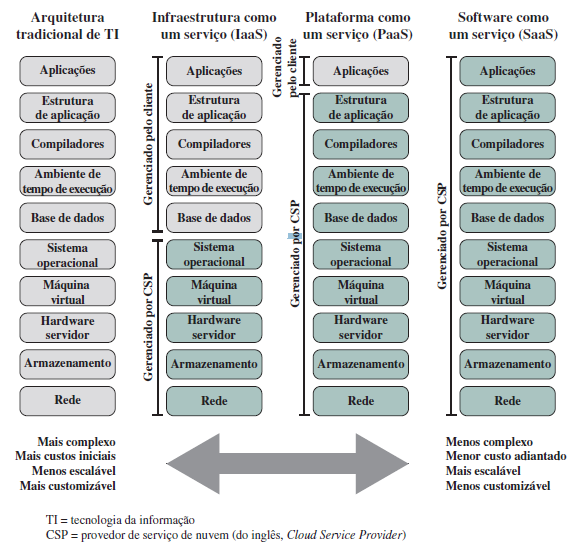 Arquitetura
tradicional de TI
Aplicações
Estrutura
de aplicação
Compiladores
Ambiente de
tempo de execução
Base de dados
Sistema
operacional
Máquina
virtual
Hardware
servidor
Armazenamento
Rede
Infraestrutura como
um serviço (IaaS)
Gerenciado pelo cliente
Gerenciado por CSP
Aplicações
Estrutura
de aplicação
Compiladores
Ambiente de
tempo de execução
Base de dados
Sistema
operacional
Máquina
virtual
Hardware
servidor
Armazenamento
Rede
Plataforma como
um serviço (PaaS)
Gerenciado
pelo cliente
Gerenciado por CSP
Aplicações
Estrutura
de aplicação
Compiladores
Ambiente de
tempo de execução
Base de dados
Sistema
operacional
Máquina
virtual
Hardware
servidor
Armazenamento
Rede
Software como
um serviço (SaaS)
Gerenciado por CSP
Aplicações
Estrutura
de aplicação
Compiladores
Ambiente de
tempo de execução
Base de dados
Sistema
operacional
Máquina
virtual
Hardware
servidor
Armazenamento
Rede
Mais complexo
Mais custos iniciais
Menos escalável
Mais customizável
Menos complexo
Menor custo adiantado
Mais escalável
Menos customizável
TI = tecnologia da informação
CSP = provedor de serviço de nuvem (do inglês, Cloud Service Provider)